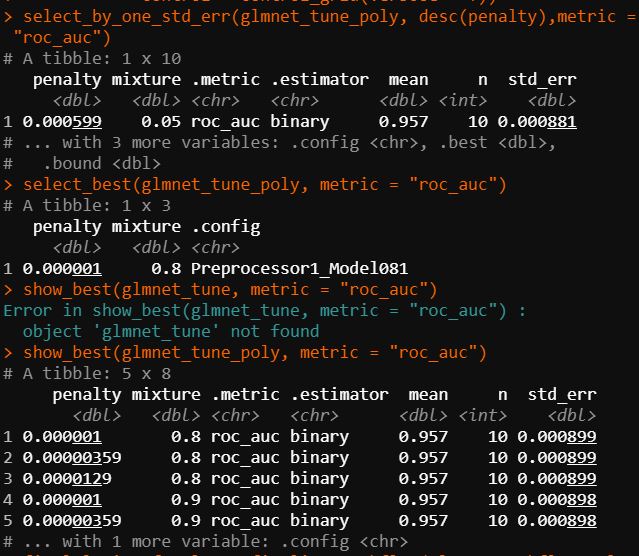 > select_by_one_std_err(glmnet_tune_poly, desc(penalty),metric =
"roc_auc")
# A tibble: 1 x 10
penalty mixture .metric .estimator mean n std_err
<dbl> <dbl> <chr> <chr> <dbl> <int> <dbl>
1 0.000599 0.05 roc_auc binary 0.957 10 0.000881
# ... with 3 more variables: .config <chr>, .best <dbl>,
# .bound <dbl>
> select_best(glmnet_tune_poly, metric = "roc_auc")
# A tibble: 1 x 3
penalty mixture .config
<dbl> <dbl> <chr>
1 0.000001 0.8 Preprocessor1_Model081
> show_best(glmnet_tune, metric = "roc_auc")
Error in show_best(glmnet_tune, metric = "roc_auc") :
object 'glmnet_tune' not found
> show_best(glmnet_tune_poly, metric = "roc_auc")
# A tibble: 5 x 8
penalty mixture .metric .estimator mean n std_err
<dbl> <dbl> <chr> <chr> <dbl> <int> <dbl>
1 0.000001 0.8 roc_auc binary 0.957 10 0.000899
2 0.00000359 0.8 roc_auc binary 0.957 10 0.000899
3 0.0000129 0.8 roc_auc binary 0.957 10 0.000899
4 0.000001 0.9 roc_auc binary 0.957 10 0.000898
5 0.00000359 0.9 roc_auc binary 0.957 10 0.000898
# ... with 1 more variable: .config <chr>